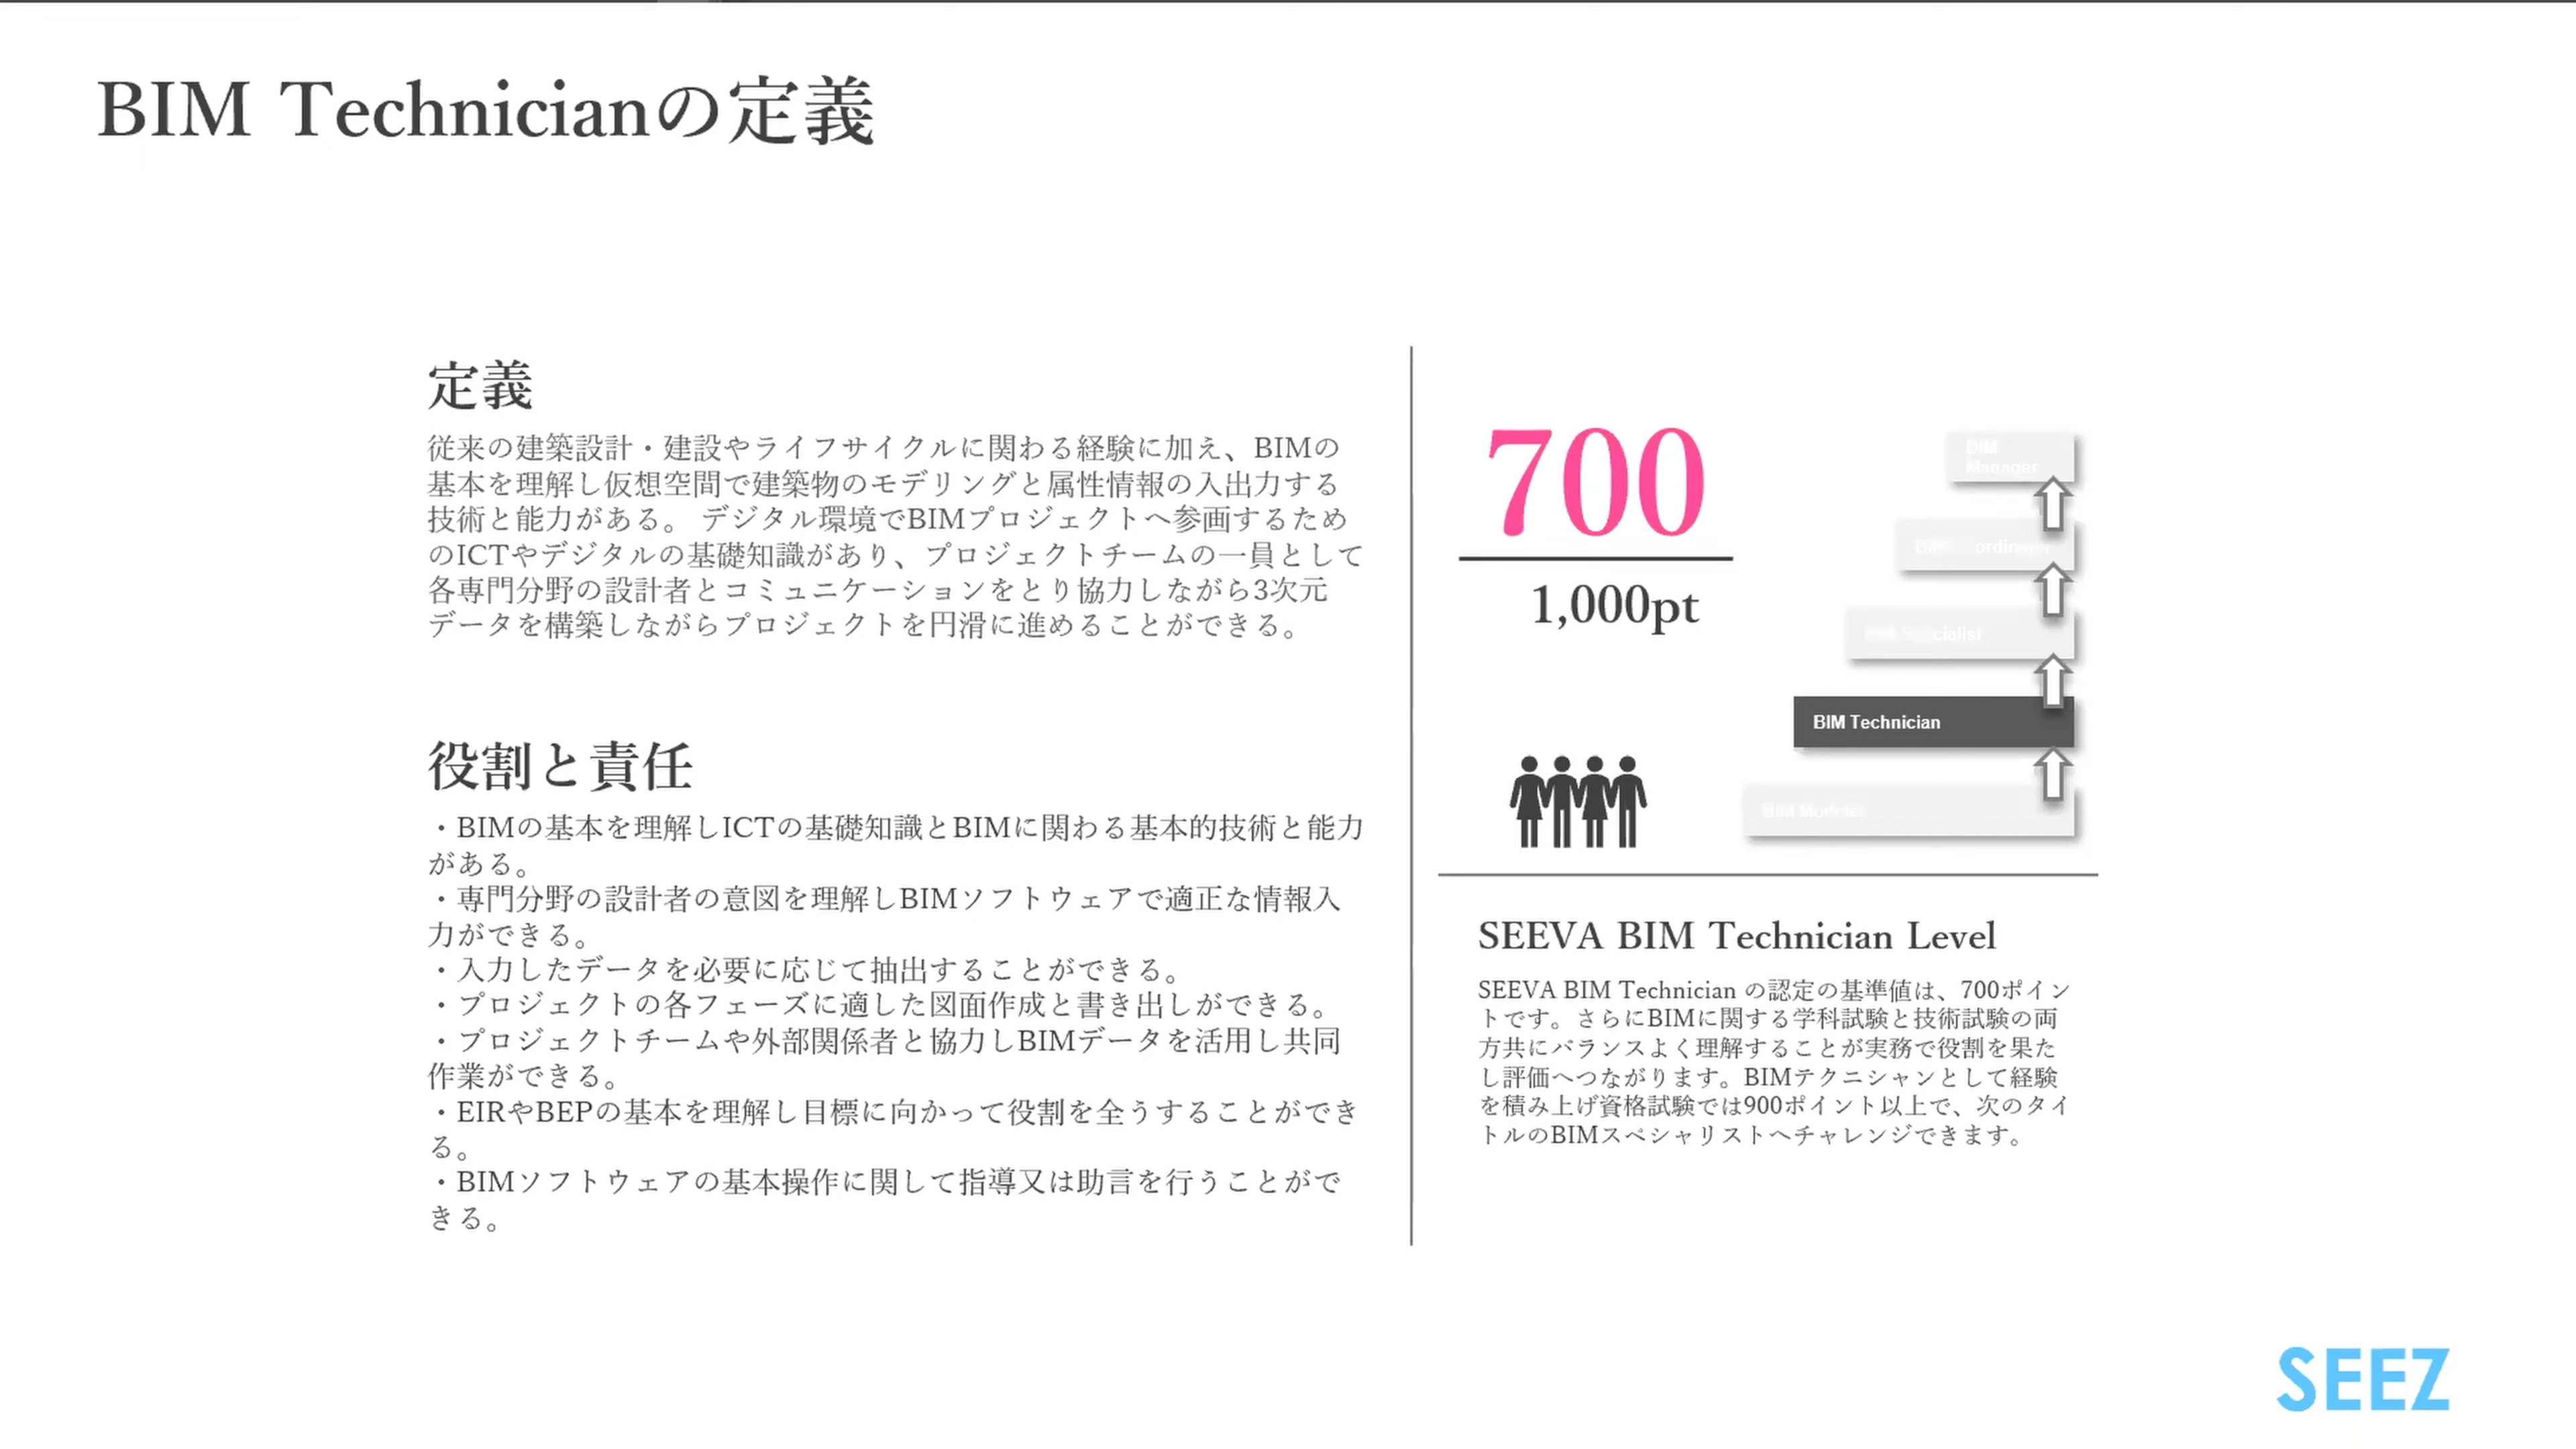 BIM Technicianの定義
定義
従来の建築設計・建設やライフサイクルに関わる経験に加え、BIMの
基本を理解し仮想空間で建築物のモデリングと属性情報の入出力する
技術と能力がある。 デジタル環境でBIMプロジェクトへ参画するため
のICTやデジタルの基礎知識があり、プロジェクトチームの一員として
各専門分野の設計者とコミュニケーションをとり協力しながら3次元
データを構築しながらプロジェクトを円滑に進めることができる。
役割と責任
・BIMの基本を理解しICTの基礎知識とBIMに関わる基本的技術と能力
がある。
・専門分野の設計者の意図を理解しBIMソフトウェアで適正な情報入
力ができる。
・入力したデータを必要に応じて抽出することができる。
・プロジェクトの各フェーズに適した図面作成と書き出しができる。
・プロジェクトチームや外部関係者と協力しBIMデータを活用し共同
作業ができる。
・EIRやBEPの基本を理解し目標に向かって役割を全うすることができ
る。
・BIMソフトウェアの基本操作に関して指導又は助言を行うことがで
きる。
700
1,000pt
BIM
Manager
BIM Technician
SEEVA BIM Technician Level
SEEVA BIM Technician の認定の基準値は、700ポイン
トです。さらにBIMに関する学科試験と技術試験の両
方共にバランスよく理解することが実務で役割を果た
し評価へつながります。BIMテクニシャンとして経験
を積み上げ資格試験では900ポイント以上で、次のタイ
トルのBIMスペシャリストへチャレンジできます。
SEEZ